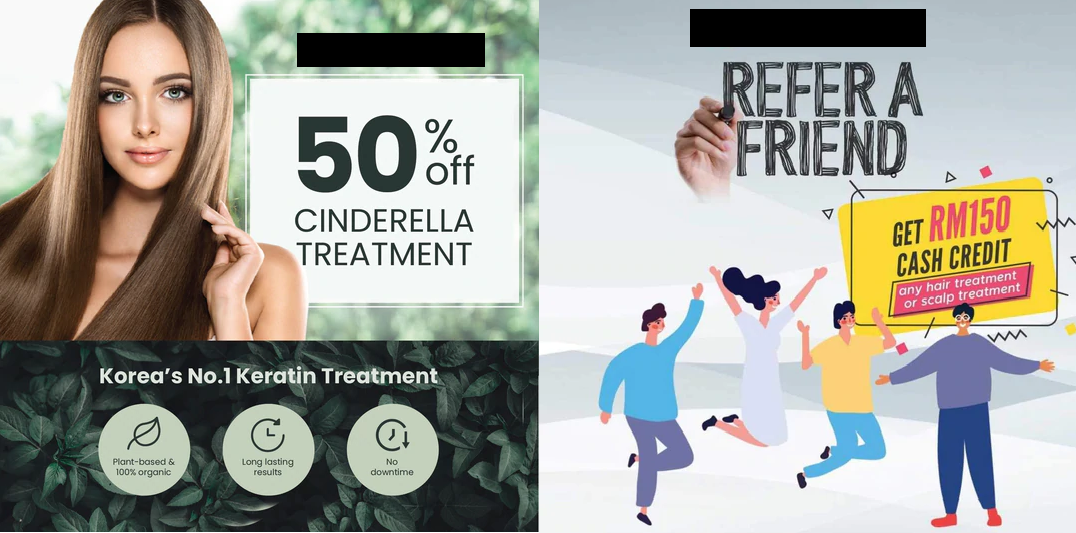 50%
off
CINDERELLA
TREATMENT
Korea's No.1 Keratin Treatment
Plant-based &
100% organic
Long lasting
results
No
downtime
REFER A
FRIEND
GET RM150
CASH CREDIT
any hair treatment
or scalp treatment